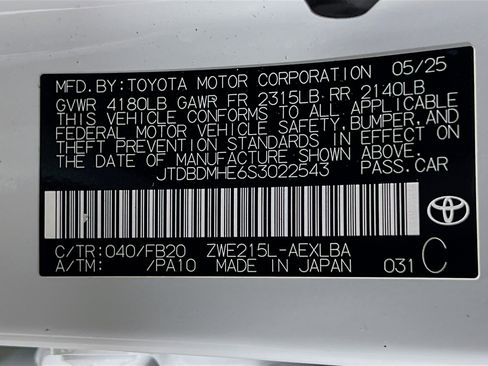 MFD.BY:TOYOTA MOTOR CORPORATION 05/25
GVWR 4180LB GAWR FR 2315LB RR 2140LB
THIS VEHICLE CONFORMS TO ALL APPLICABLE
FEDERAL MOTOR VEHICLE SAFETY,BUMPER,AND
THEFT PREVENTION STANDARDS IN EFFECT ON
THE DATE OF MANUFACTURE SHOWN ABOVE.
JTDBDMHE6S3022543 PASS.CAR
C/TR:040/FB20 ZWE215L-AEXLBA
A/TM: /PA10 MADE IN JAPAN 031 C